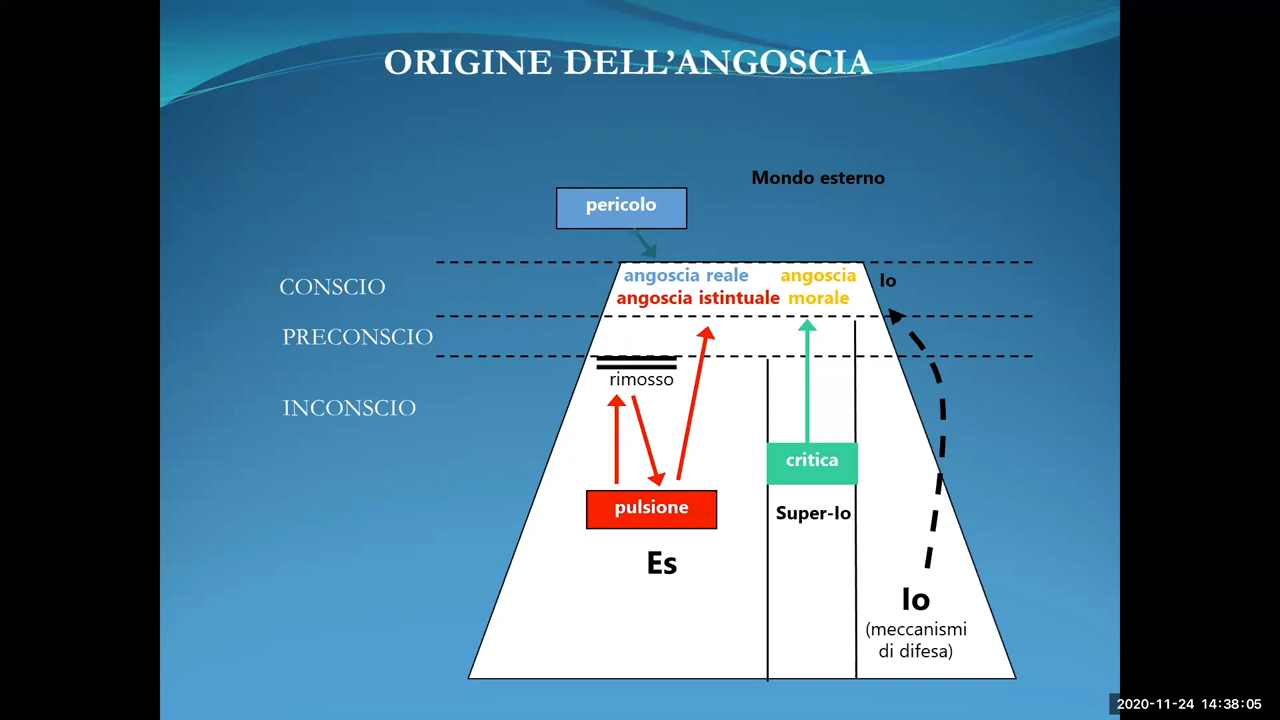 ORIGINE DELL'ANGOSCIA
Mondo esterno
pericolo
angoscia reale
angoscia istintuale
angoscia
morale
Io
CONSCIO
PRECONSCIO
INCONSCIO
rimosso
critica
pulsione
Super-Io
Es
Io
(meccanismi
di difesa)
2020-11-24 14:38:05